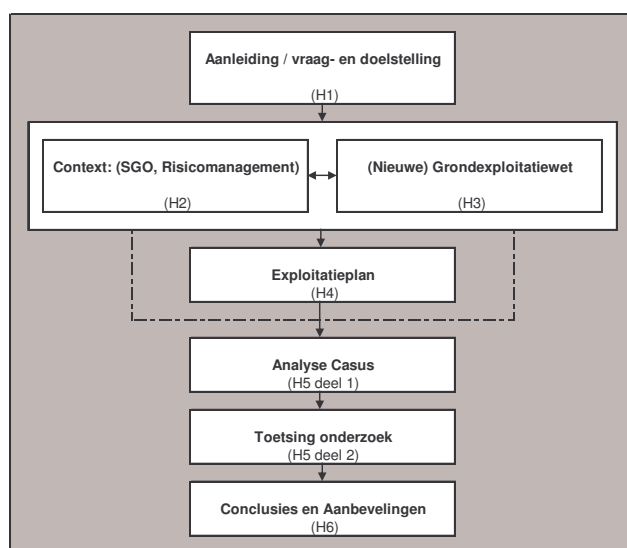 Aanleiding / vraag- en doelstelling
(H1)
Context: (SGO, Risicomanagement)
(H2)
(Nieuwe) Grondexploitatiewet
(H3)
Exploitatieplan
(H4)
Analyse Casus
(H5 deel 1)
Toetsing onderzoek
(H5 deel 2)
Conclusies en Aanbevelingen
(H6)